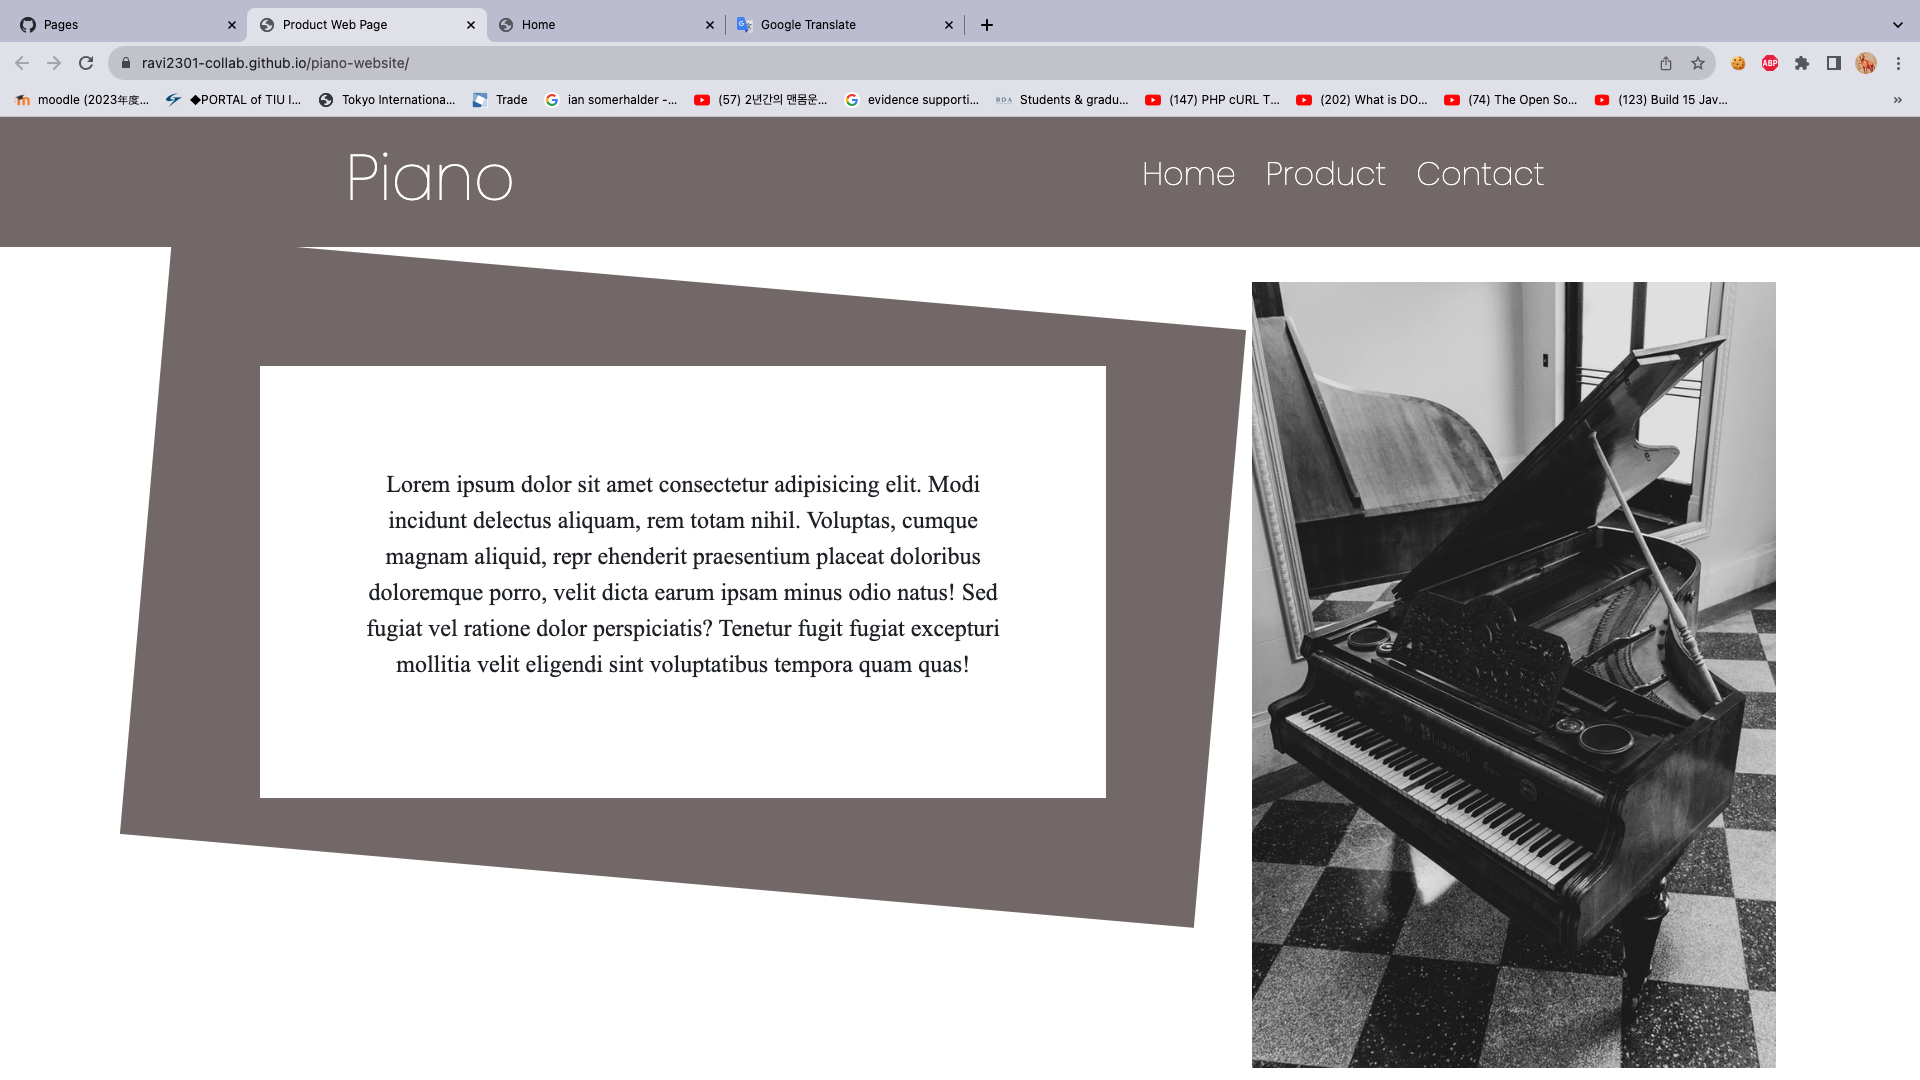 Pages
Product Web Page
Home
Google Translate
ravi2301-collab.github.io/piano-website/
ABP
moodle (2023年度...
◆PORTAL of TIU I...
Tokyo Internationa...
Trade
ian somerhalder -...
(57) 2년간의 맨몸운...
evidence supporti...
Students & gradu...
(147) PHP cURL T...
(202) What is DO...
(74) The Open So...
(123) Build 15 Jav...
»
Piano
Home Product Contact
Lorem ipsum dolor sit amet consectetur adipisicing elit. Modi
incidunt delectus aliquam, rem totam nihil. Voluptas, cumque
magnam aliquid, repr ehenderit praesentium placeat doloribus
doloremque porro, velit dicta earum ipsam minus odio natus! Sed
fugiat vel ratione dolor perspiciatis? Tenetur fugit fugiat excepturi
mollitia velit eligendi sint voluptatibus tempora quam quas!